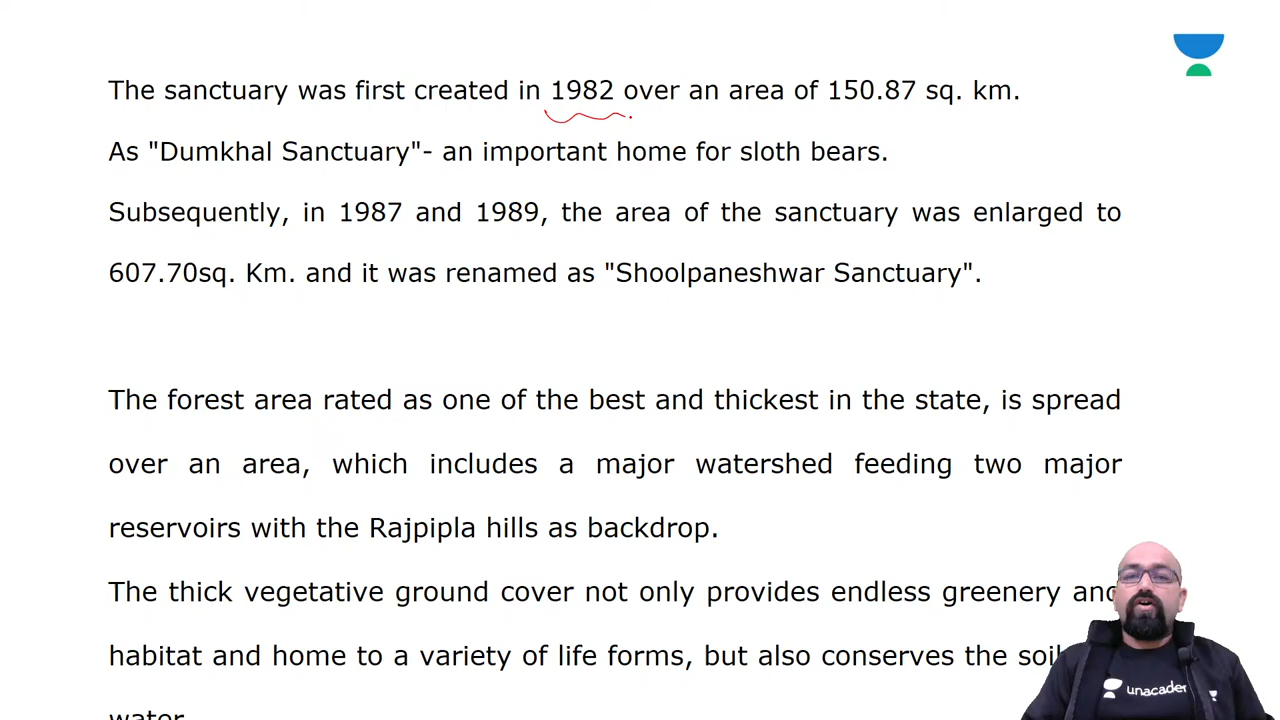 The sanctuary was first created in 1982 over an area of 150.87 sq. km.
As "Dumkhal Sanctuary"- an important home for sloth bears.
Subsequently, in 1987 and 1989, the area of the sanctuary was enlarged to
607.70sq. Km. and it was renamed as "Shoolpaneshwar Sanctuary".
The forest area rated as one of the best and thickest in the state, is spread
over an area, which includes a major watershed feeding two major
reservoirs with the Rajpipla hills as backdrop.
The thick vegetative ground cover not only provides endless greenery and
habitat and home to a variety of life forms, but also conserves the soil
water.
unacade